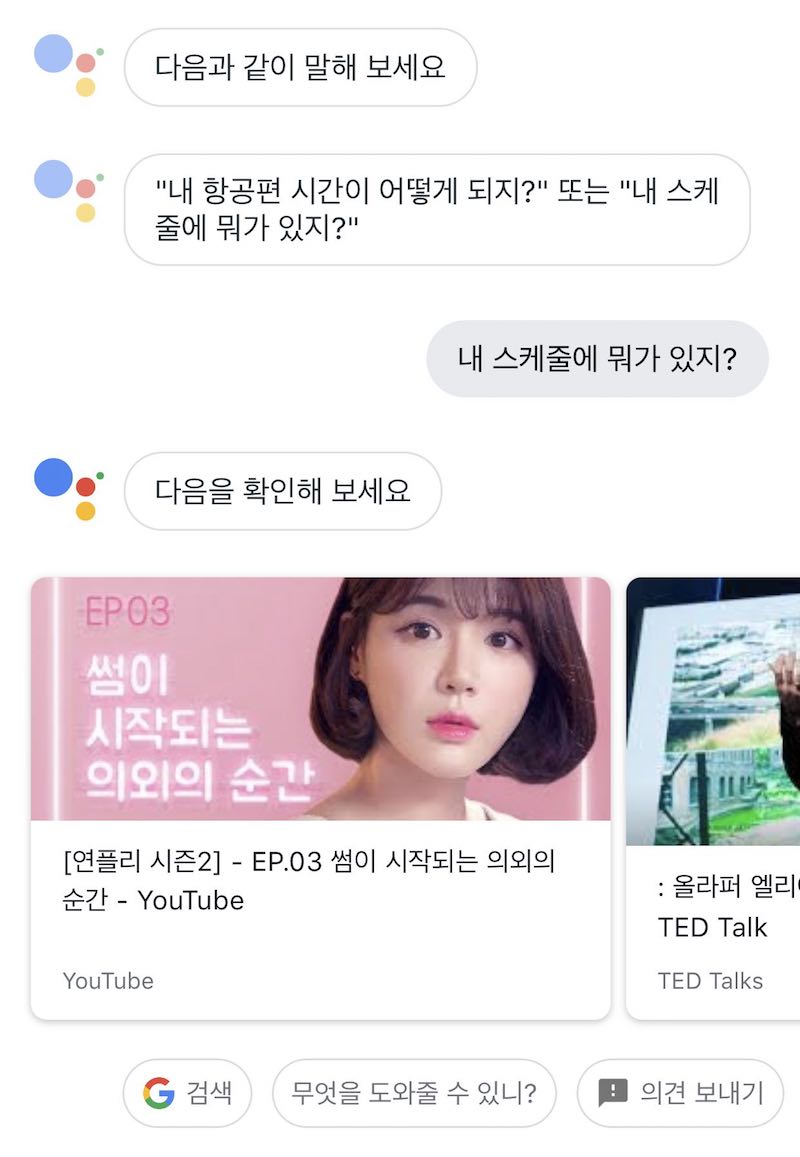 다음과 같이 말해 보세요
"내 항공편 시간이 어떻게 되지?" 또는 "내 스케
줄에 뭐가 있지?"
내 스케줄에 뭐가 있지?
다음을 확인해 보세요
EP03
썸이
시작되는
의외의 순간
[연플리 시즌2] - EP.03 썸이 시작되는 의외의
순간 - YouTube
YouTube
: 올라퍼
TED Talk
TED Talks
검색
무엇을 도와줄 수 있니?
의견 보내기